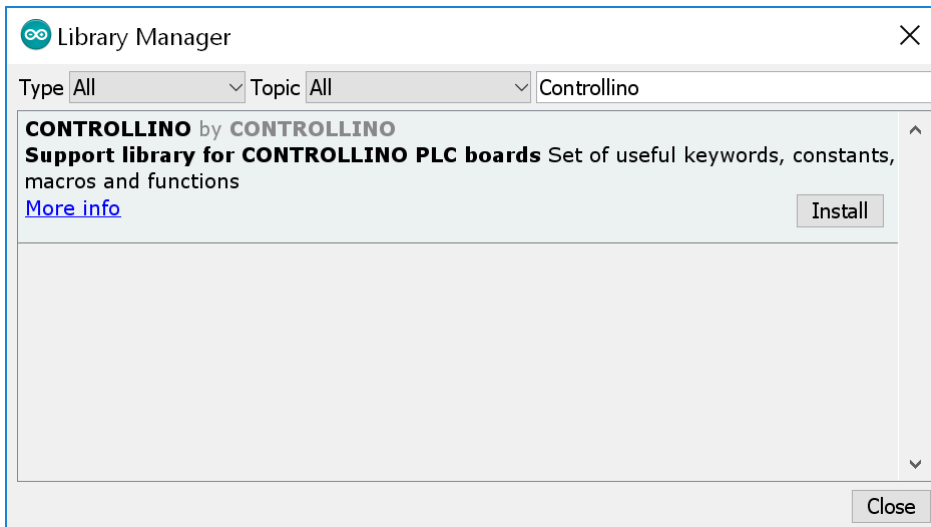 Library Manager
Type All Topic All Controllino
CONTROLLINO by CONTROLLINO
Support library for CONTROLLINO PLC boards Set of useful keywords, constants,
macros and functions
More info
Install
Close